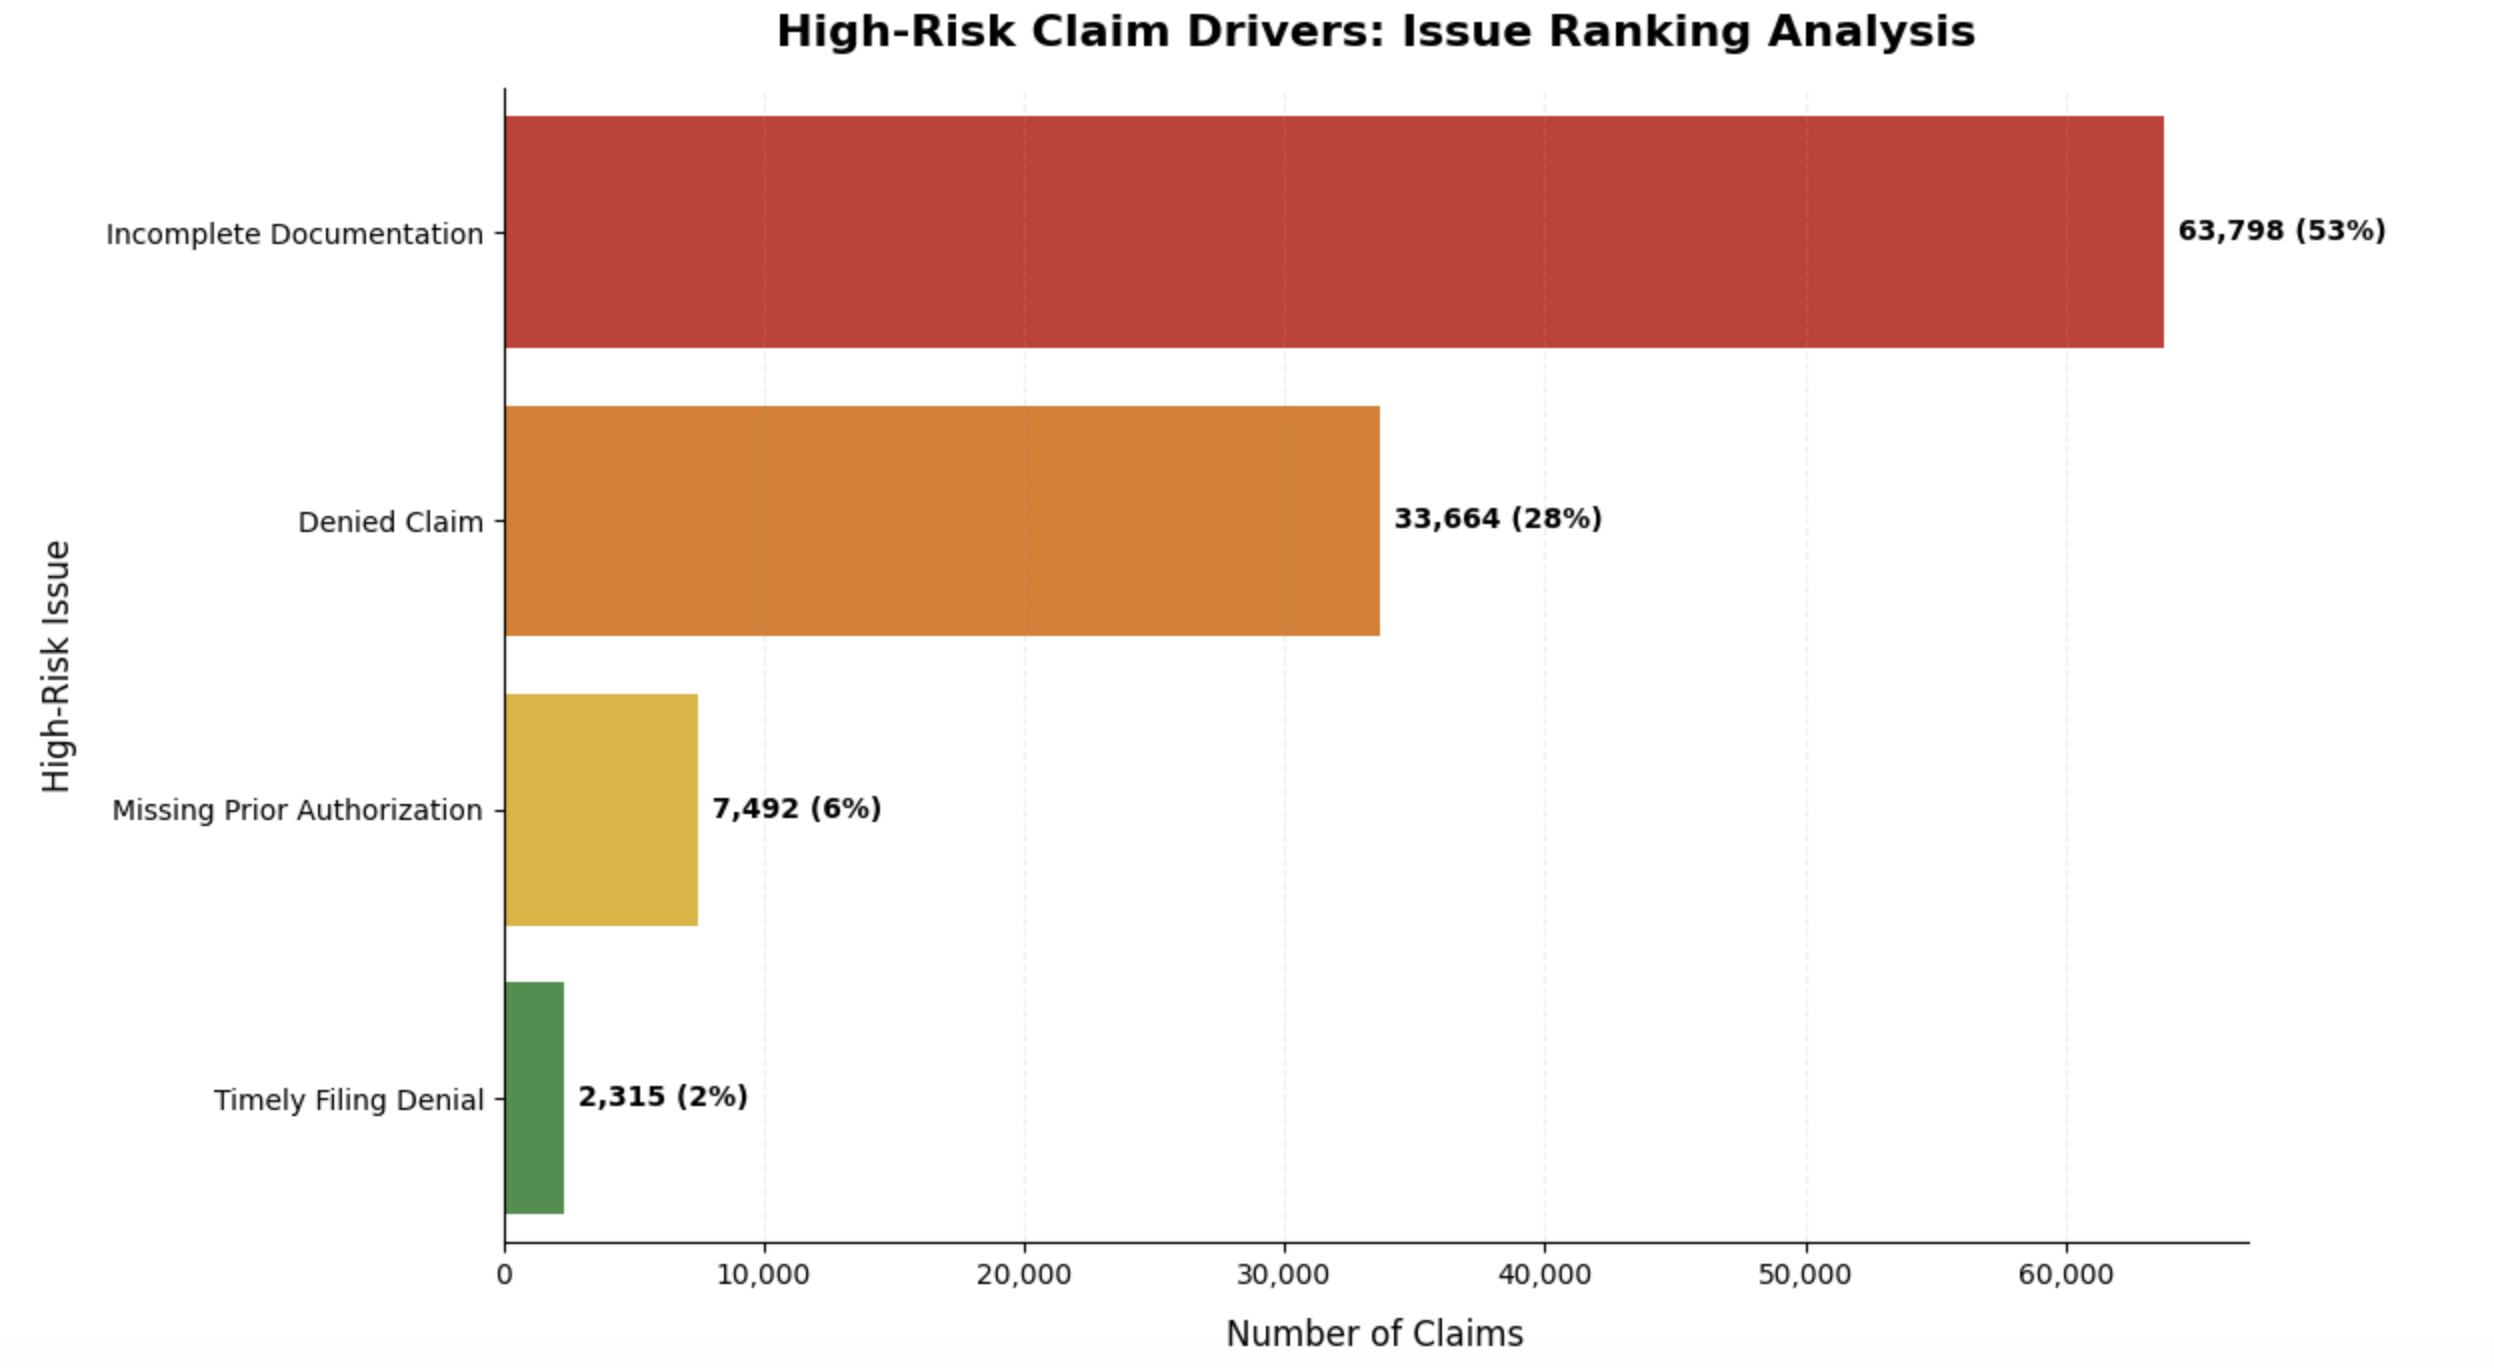 High-Risk Claim Drivers: Issue Ranking Analysis
High-Risk Issue
Incomplete Documentation
63,798 (53%)
Denied Claim
33,664 (28%)
Missing Prior Authorization
7,492 (6%)
Timely Filing Denial
2,315 (2%)
0 10,000 20,000 30,000 40,000 50,000 60,000
Number of Claims